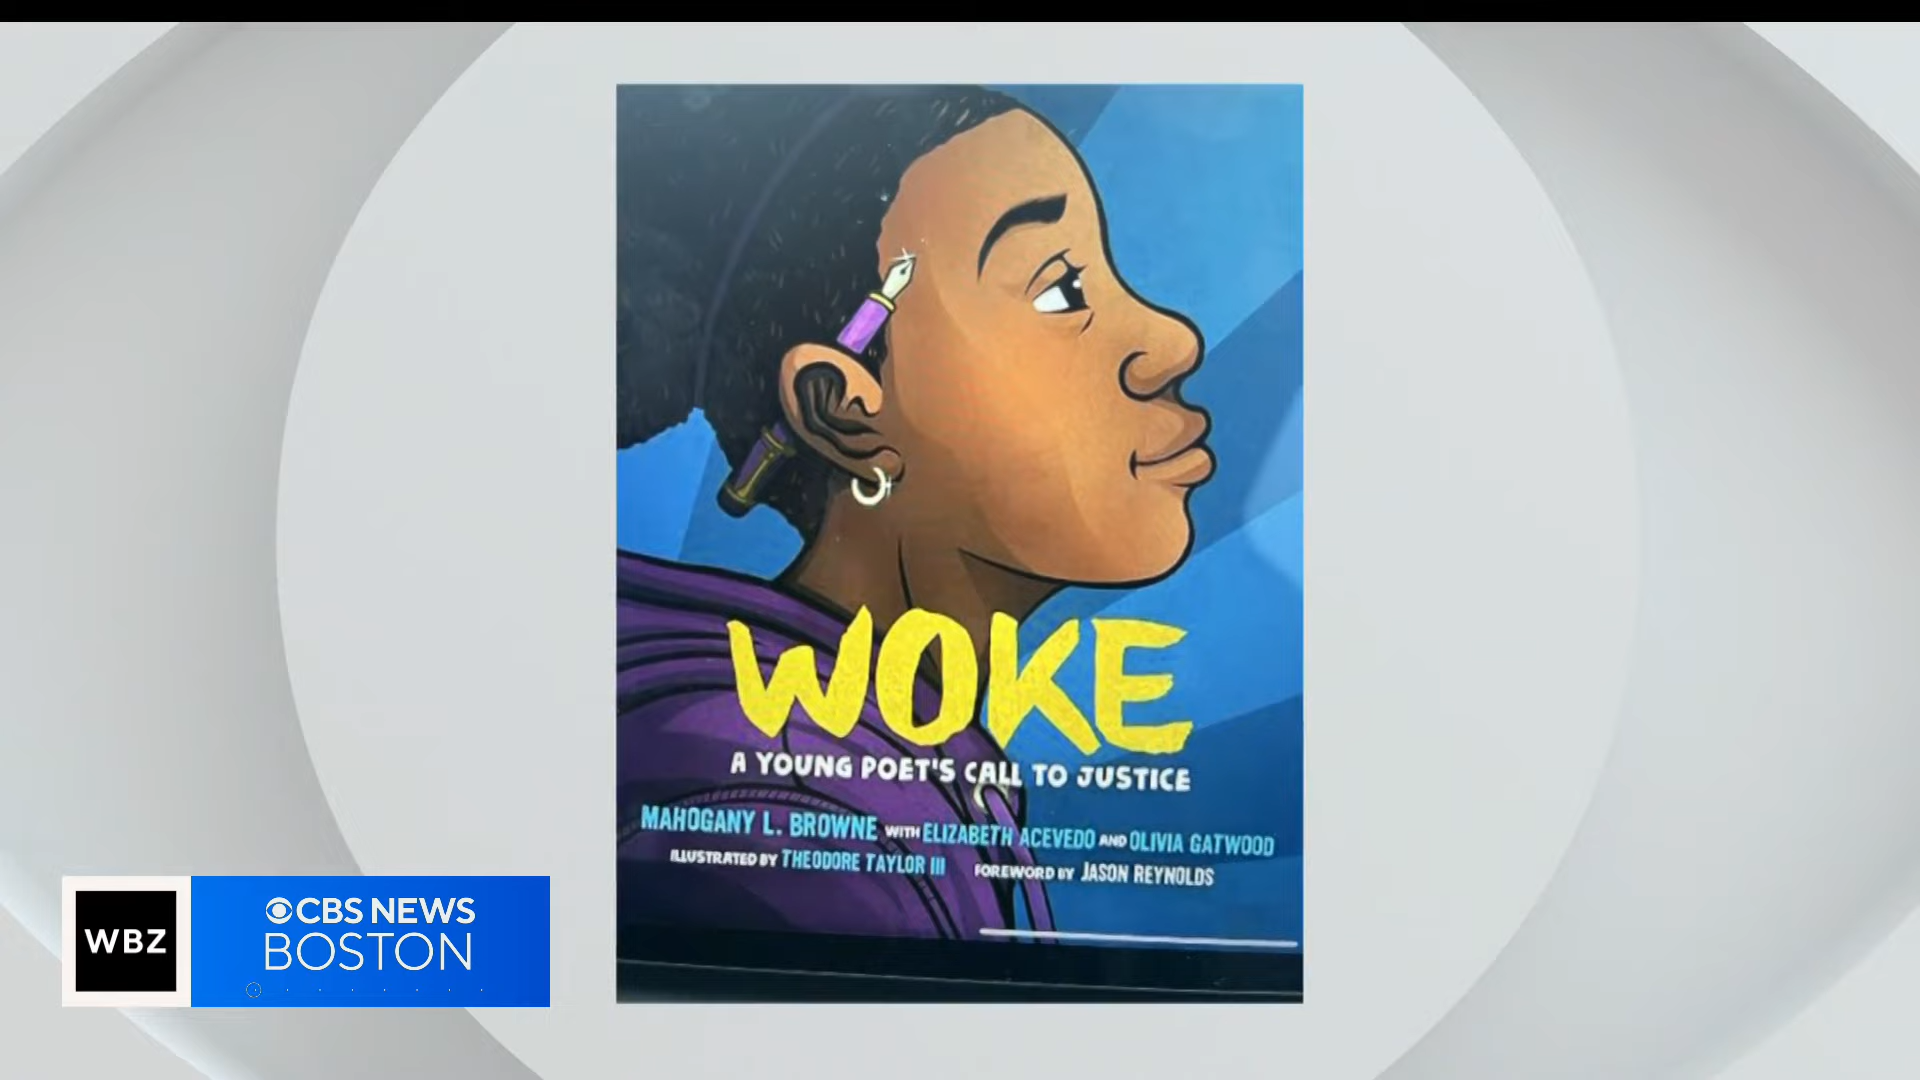 WOKE
A YOUNG POET'S CALL TO JUSTICE
MAHOGANY L. BROWNE WITH ELIZABETH ACEVEDO AND OLIVIA GATWOOD
ILLUSTRATED BY THEODORE TAYLOR III FOREWORD BY JASON REYNOLDS
WBZ
CBS NEWS
BOSTON